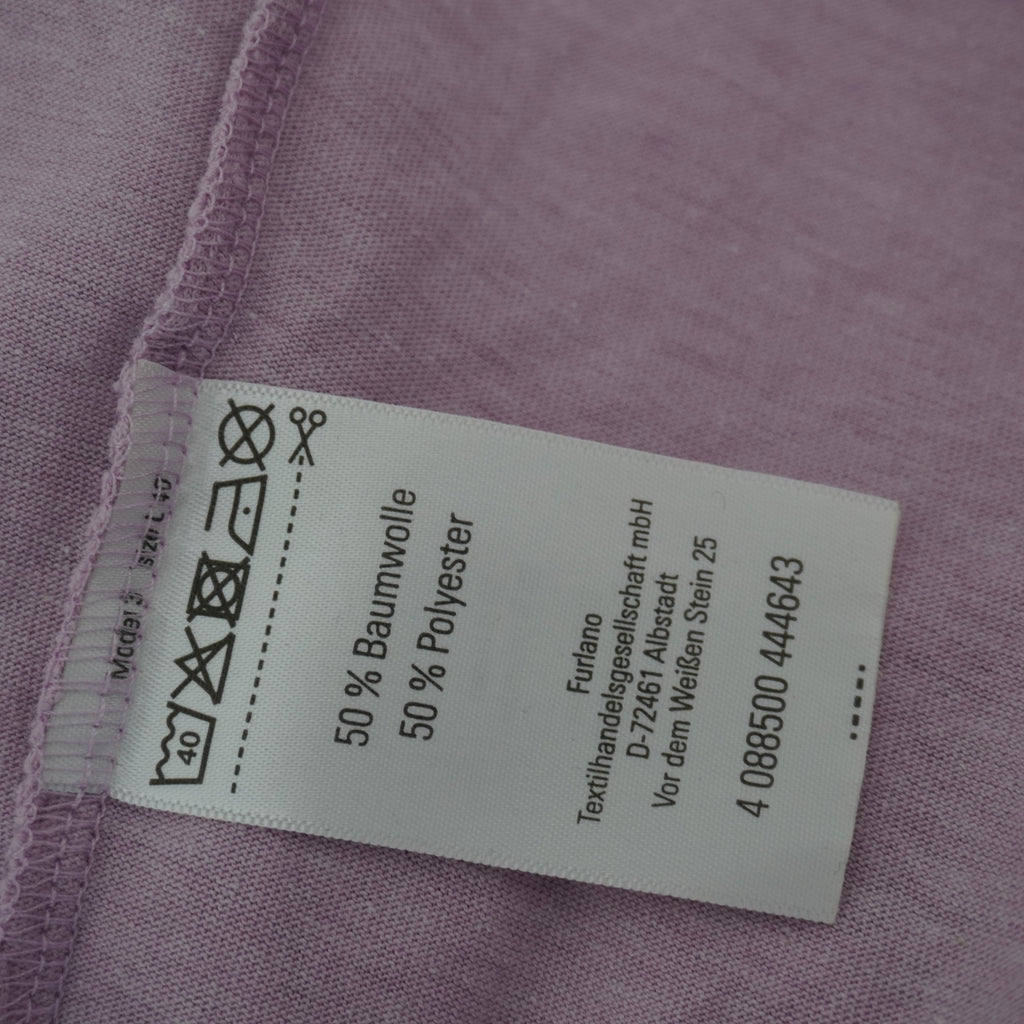 40
50 % Baumwolle
50 % Polyester
Furlano
Textilhandelsgesellschaft mbH
D-72461 Albstadt
Vor dem Weißen Stein 25
4 088500 444643